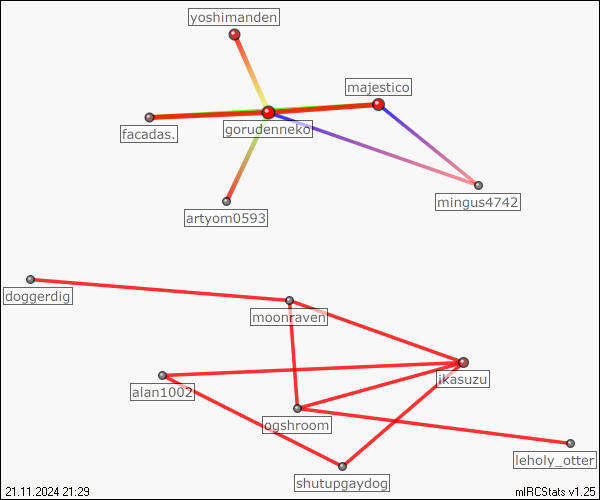 yoshimanden
majestico
facadas.
gorudenneko
mingus4742
artyom0593
doggerdig
moonraven
ikasuzu
alan1002
ogshroom
leholy_otter
shutupgaydog
21.11.2024 21:29
mIRCStats v1.25